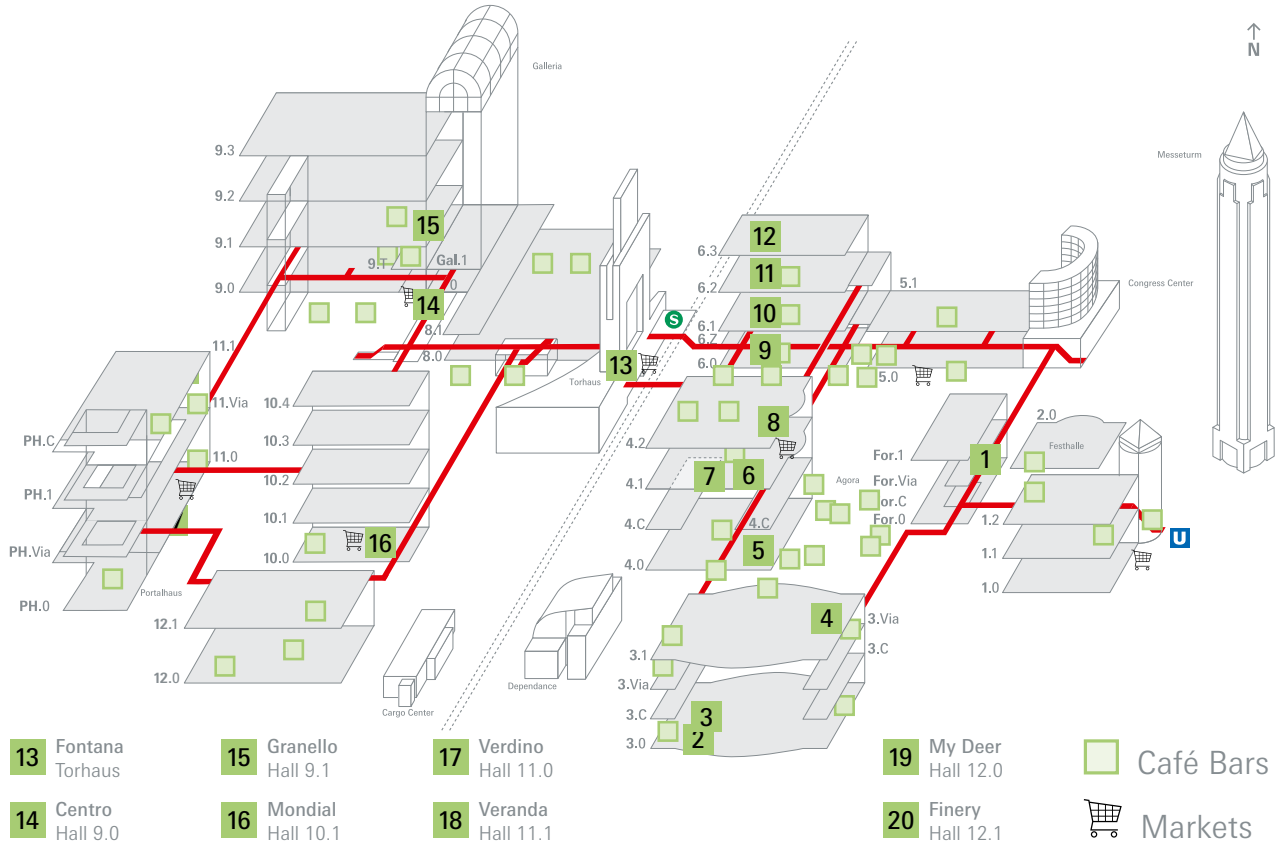 N
Galleria
Messeturm
9.3
9.2
9.1
15
9.T
Gal.1
9.0
0
14
8.1
8.0
S
13
Torhaus
12
6.3
11
6.2
10
6.1
9
6.0
5.1
5.0
Congress Center
11.1
11.Via
11.0
PH.C
PH.1
PH.Via
PH.0
Portalhaus
10.4
10.3
10.2
10.1
10.0
16
12.1
12.0
Cargo Center
Dependance
8
4.2
7
6
4.1
4.C
4.C
5
4.0
Agora
For.1
For.Via
or.C
For.0
1
2.0
Festhalle
1.2
1.1
1.0
U
4
3.1
3.Via
3.C
3.Via
3.C
3
2
3.0
13 Fontana
Torhaus
14 Centro
Hall 9.0
15 Granello
Hall 9.1
16 Mondial
Hall 10.1
17 Verdino
Hall 11.0
18 Veranda
Hall 11.1
19 My Deer
Hall 12.0
20 Finery
Hall 12.1
Café Bars
Markets